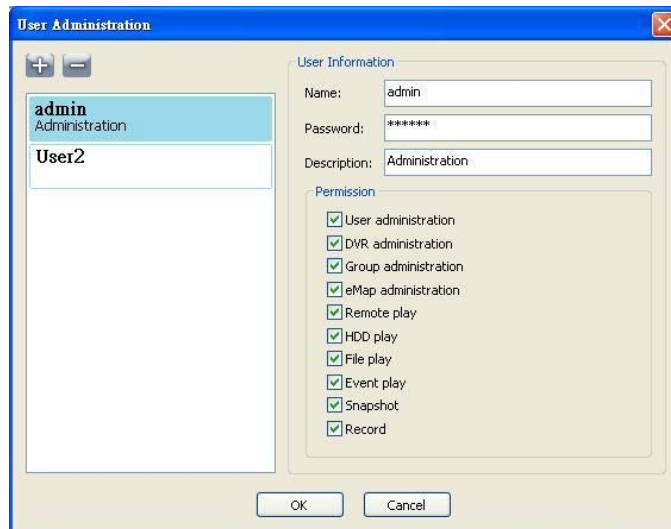 User Administration
admin
Administration
User2
User Information
Name: admin
Password: ******
Description: Administration
Permission
User administration
DVR administration
Group administration
eMap administration
Remote play
HDD play
File play
Event play
Snapshot
Record
OK Cancel